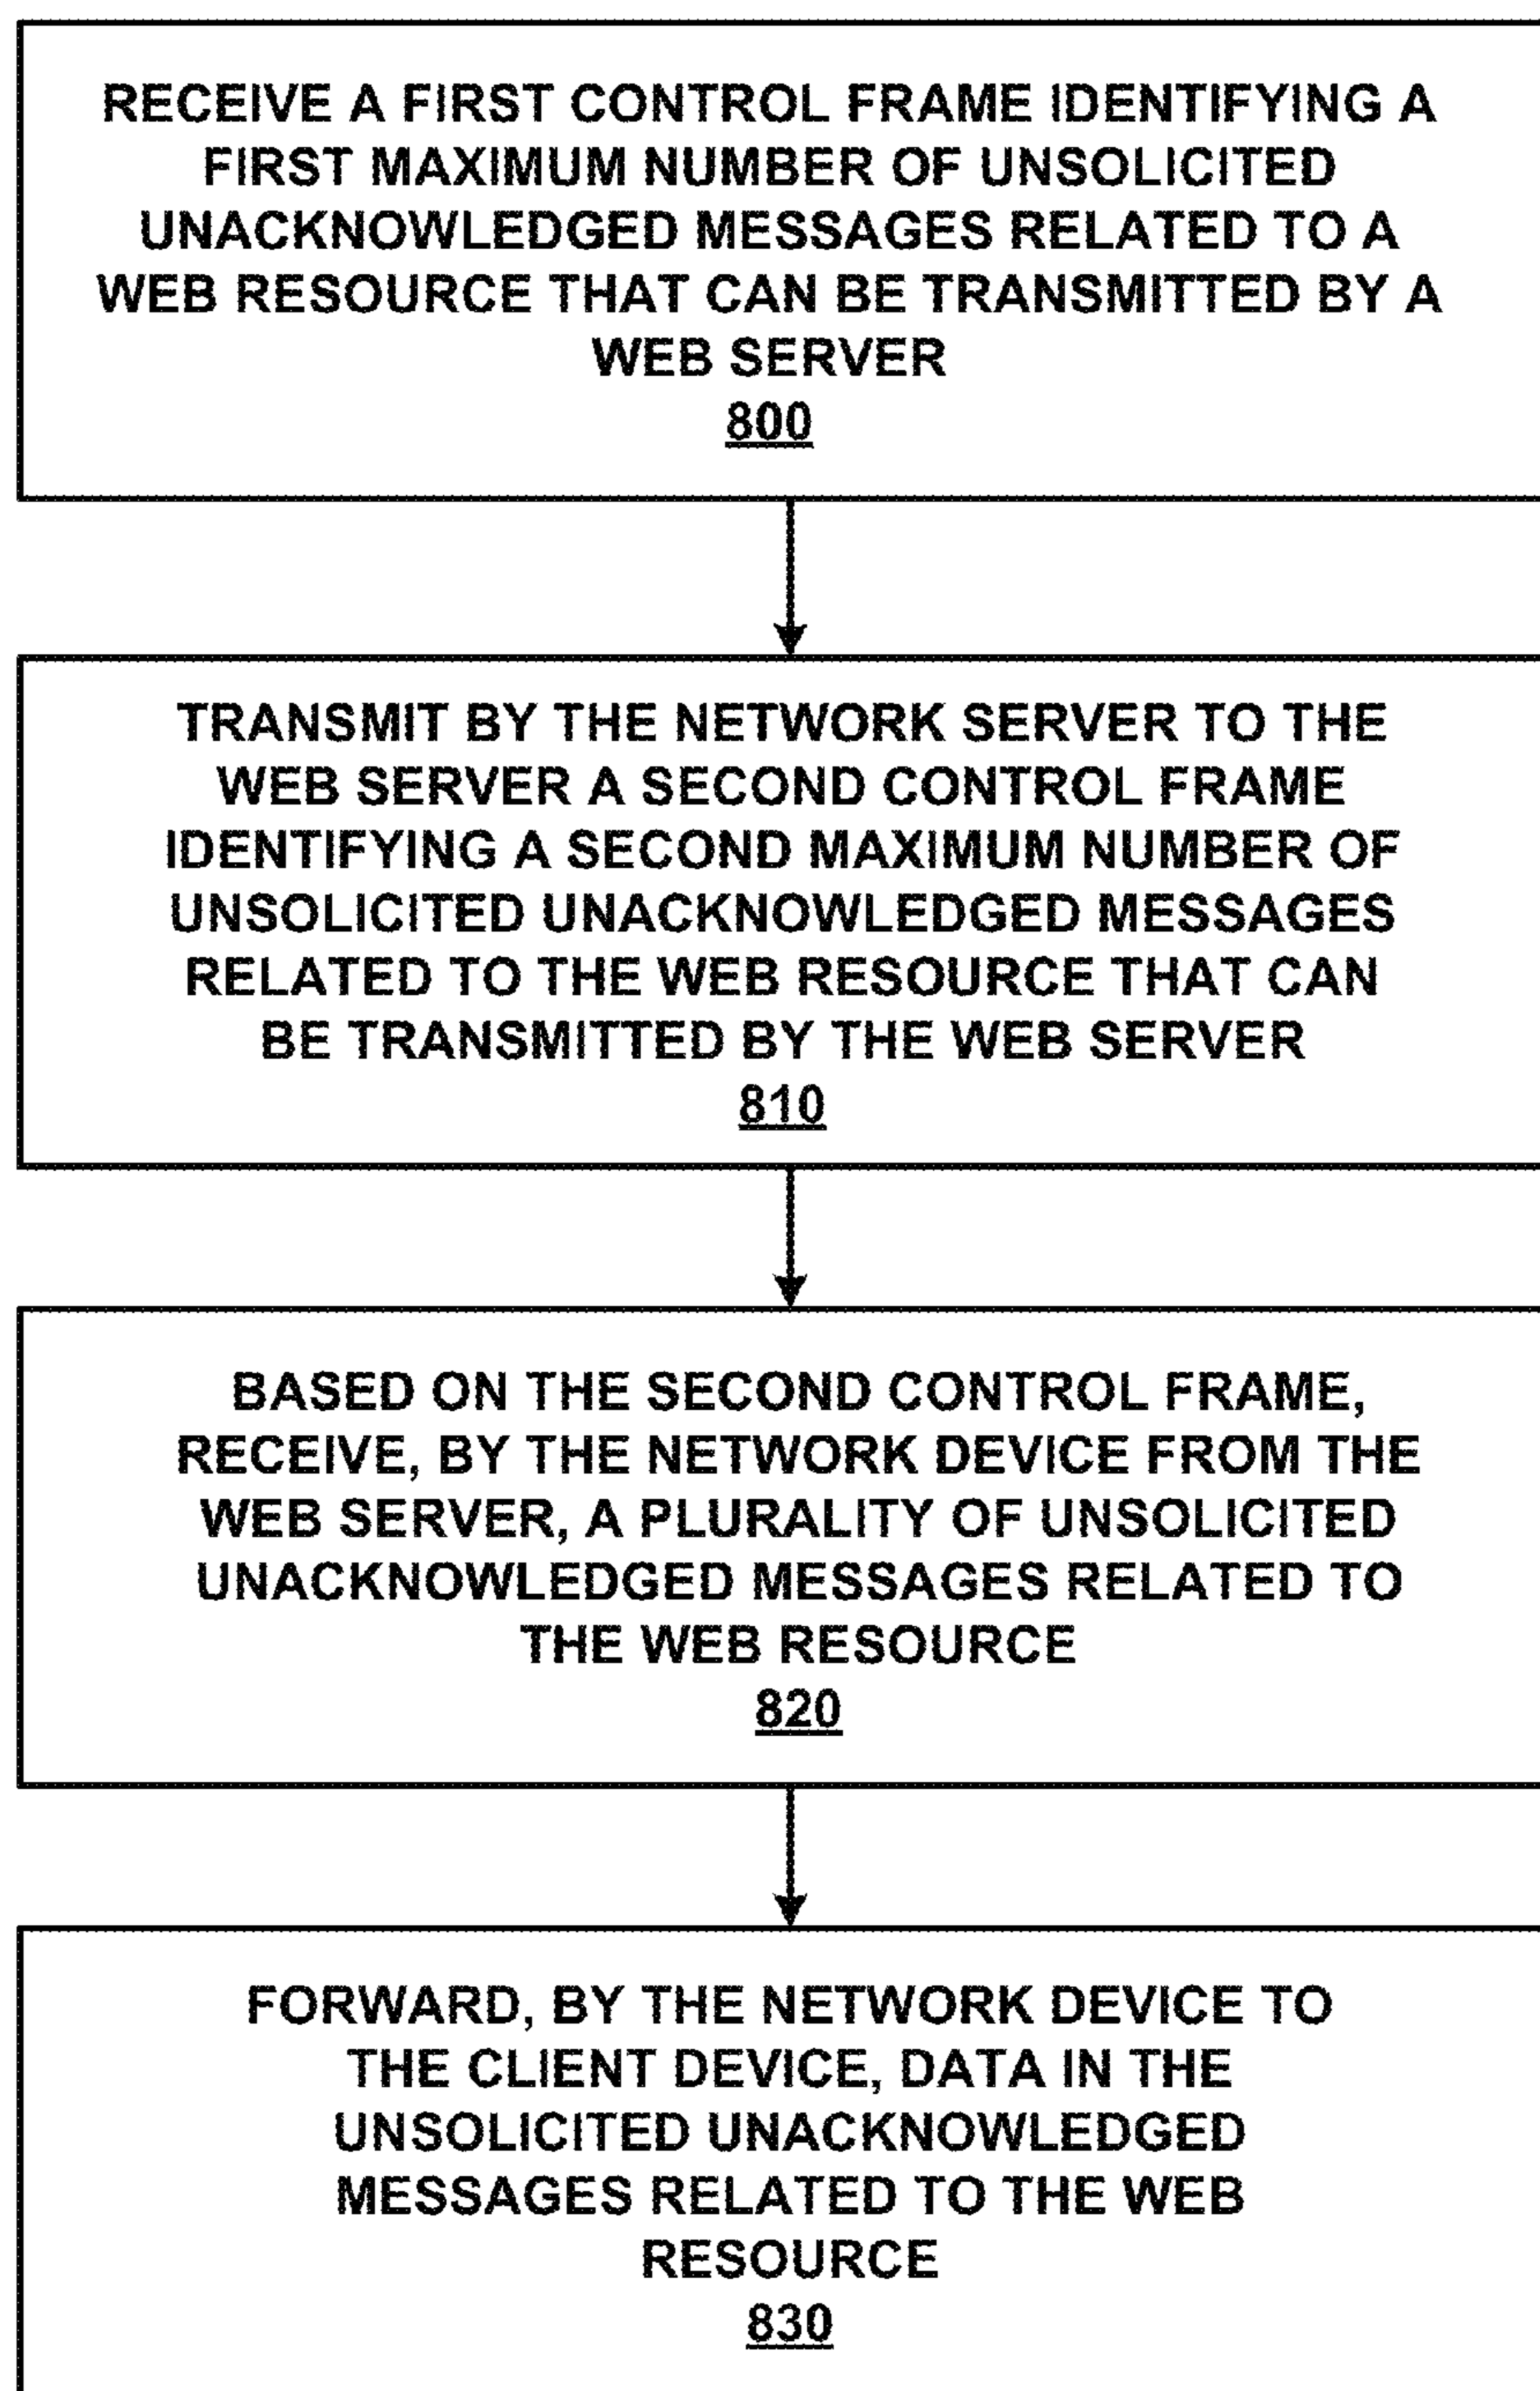 RECEIVE A FIRST CONTROL FRAME IDENTIFYING A
FIRST MAXIMUM NUMBER OF UNSOLICITED
UNACKNOWLEDGED MESSAGES RELATED TO A
WEB RESOURCE THAT CAN BE TRANSMITTED BY A
WEB SERVER
800
TRANSMIT BY THE NETWORK SERVER TO THE
WEB SERVER A SECOND CONTROL FRAME
IDENTIFYING A SECOND MAXIMUM NUMBER OF
UNSOLICITED UNACKNOWLEDGED MESSAGES
RELATED TO THE WEB RESOURCE THAT CAN
BE TRANSMITTED BY THE WEB SERVER
810
BASED ON THE SECOND CONTROL FRAME,
RECEIVE, BY THE NETWORK DEVICE FROM THE
WEB SERVER, A PLURALITY OF UNSOLICITED
UNACKNOWLEDGED MESSAGES RELATED TO
THE WEB RESOURCE
820
FORWARD, BY THE NETWORK DEVICE TO
THE CLIENT DEVICE, DATA IN THE
UNSOLICITED UNACKNOWLEDGED
MESSAGES RELATED TO THE WEB
RESOURCE
830